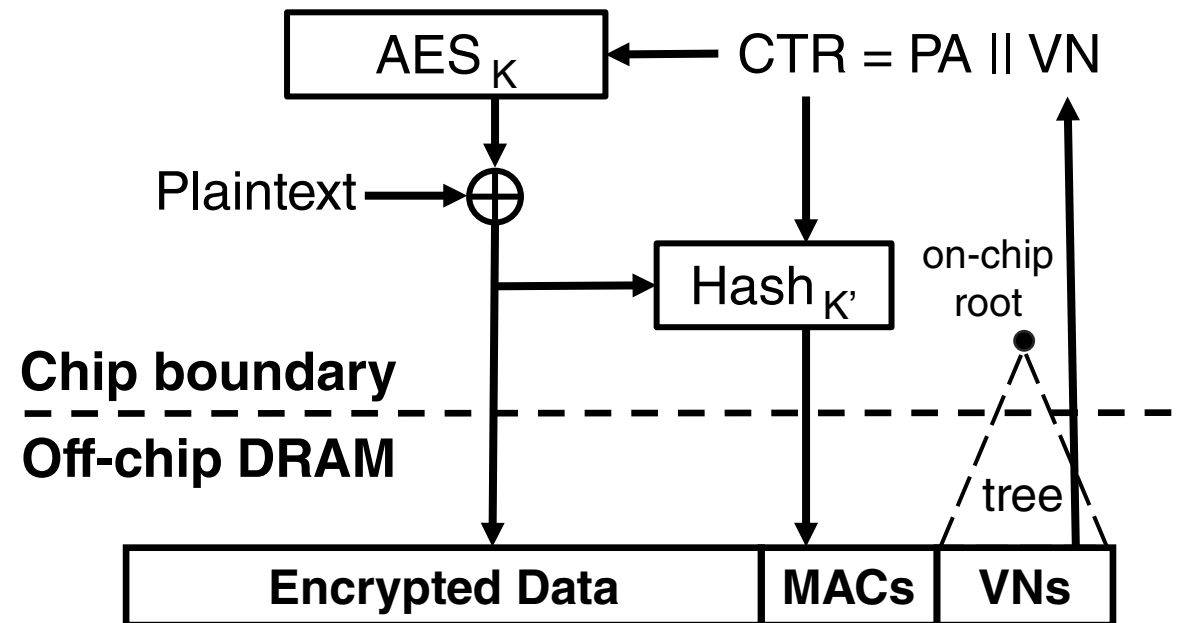 AES K
CTR = PA || VN
Plaintext
on-chip
root
Hash K’
Chip boundary
Off-chip DRAM
tree
Encrypted Data
MACs
VNs